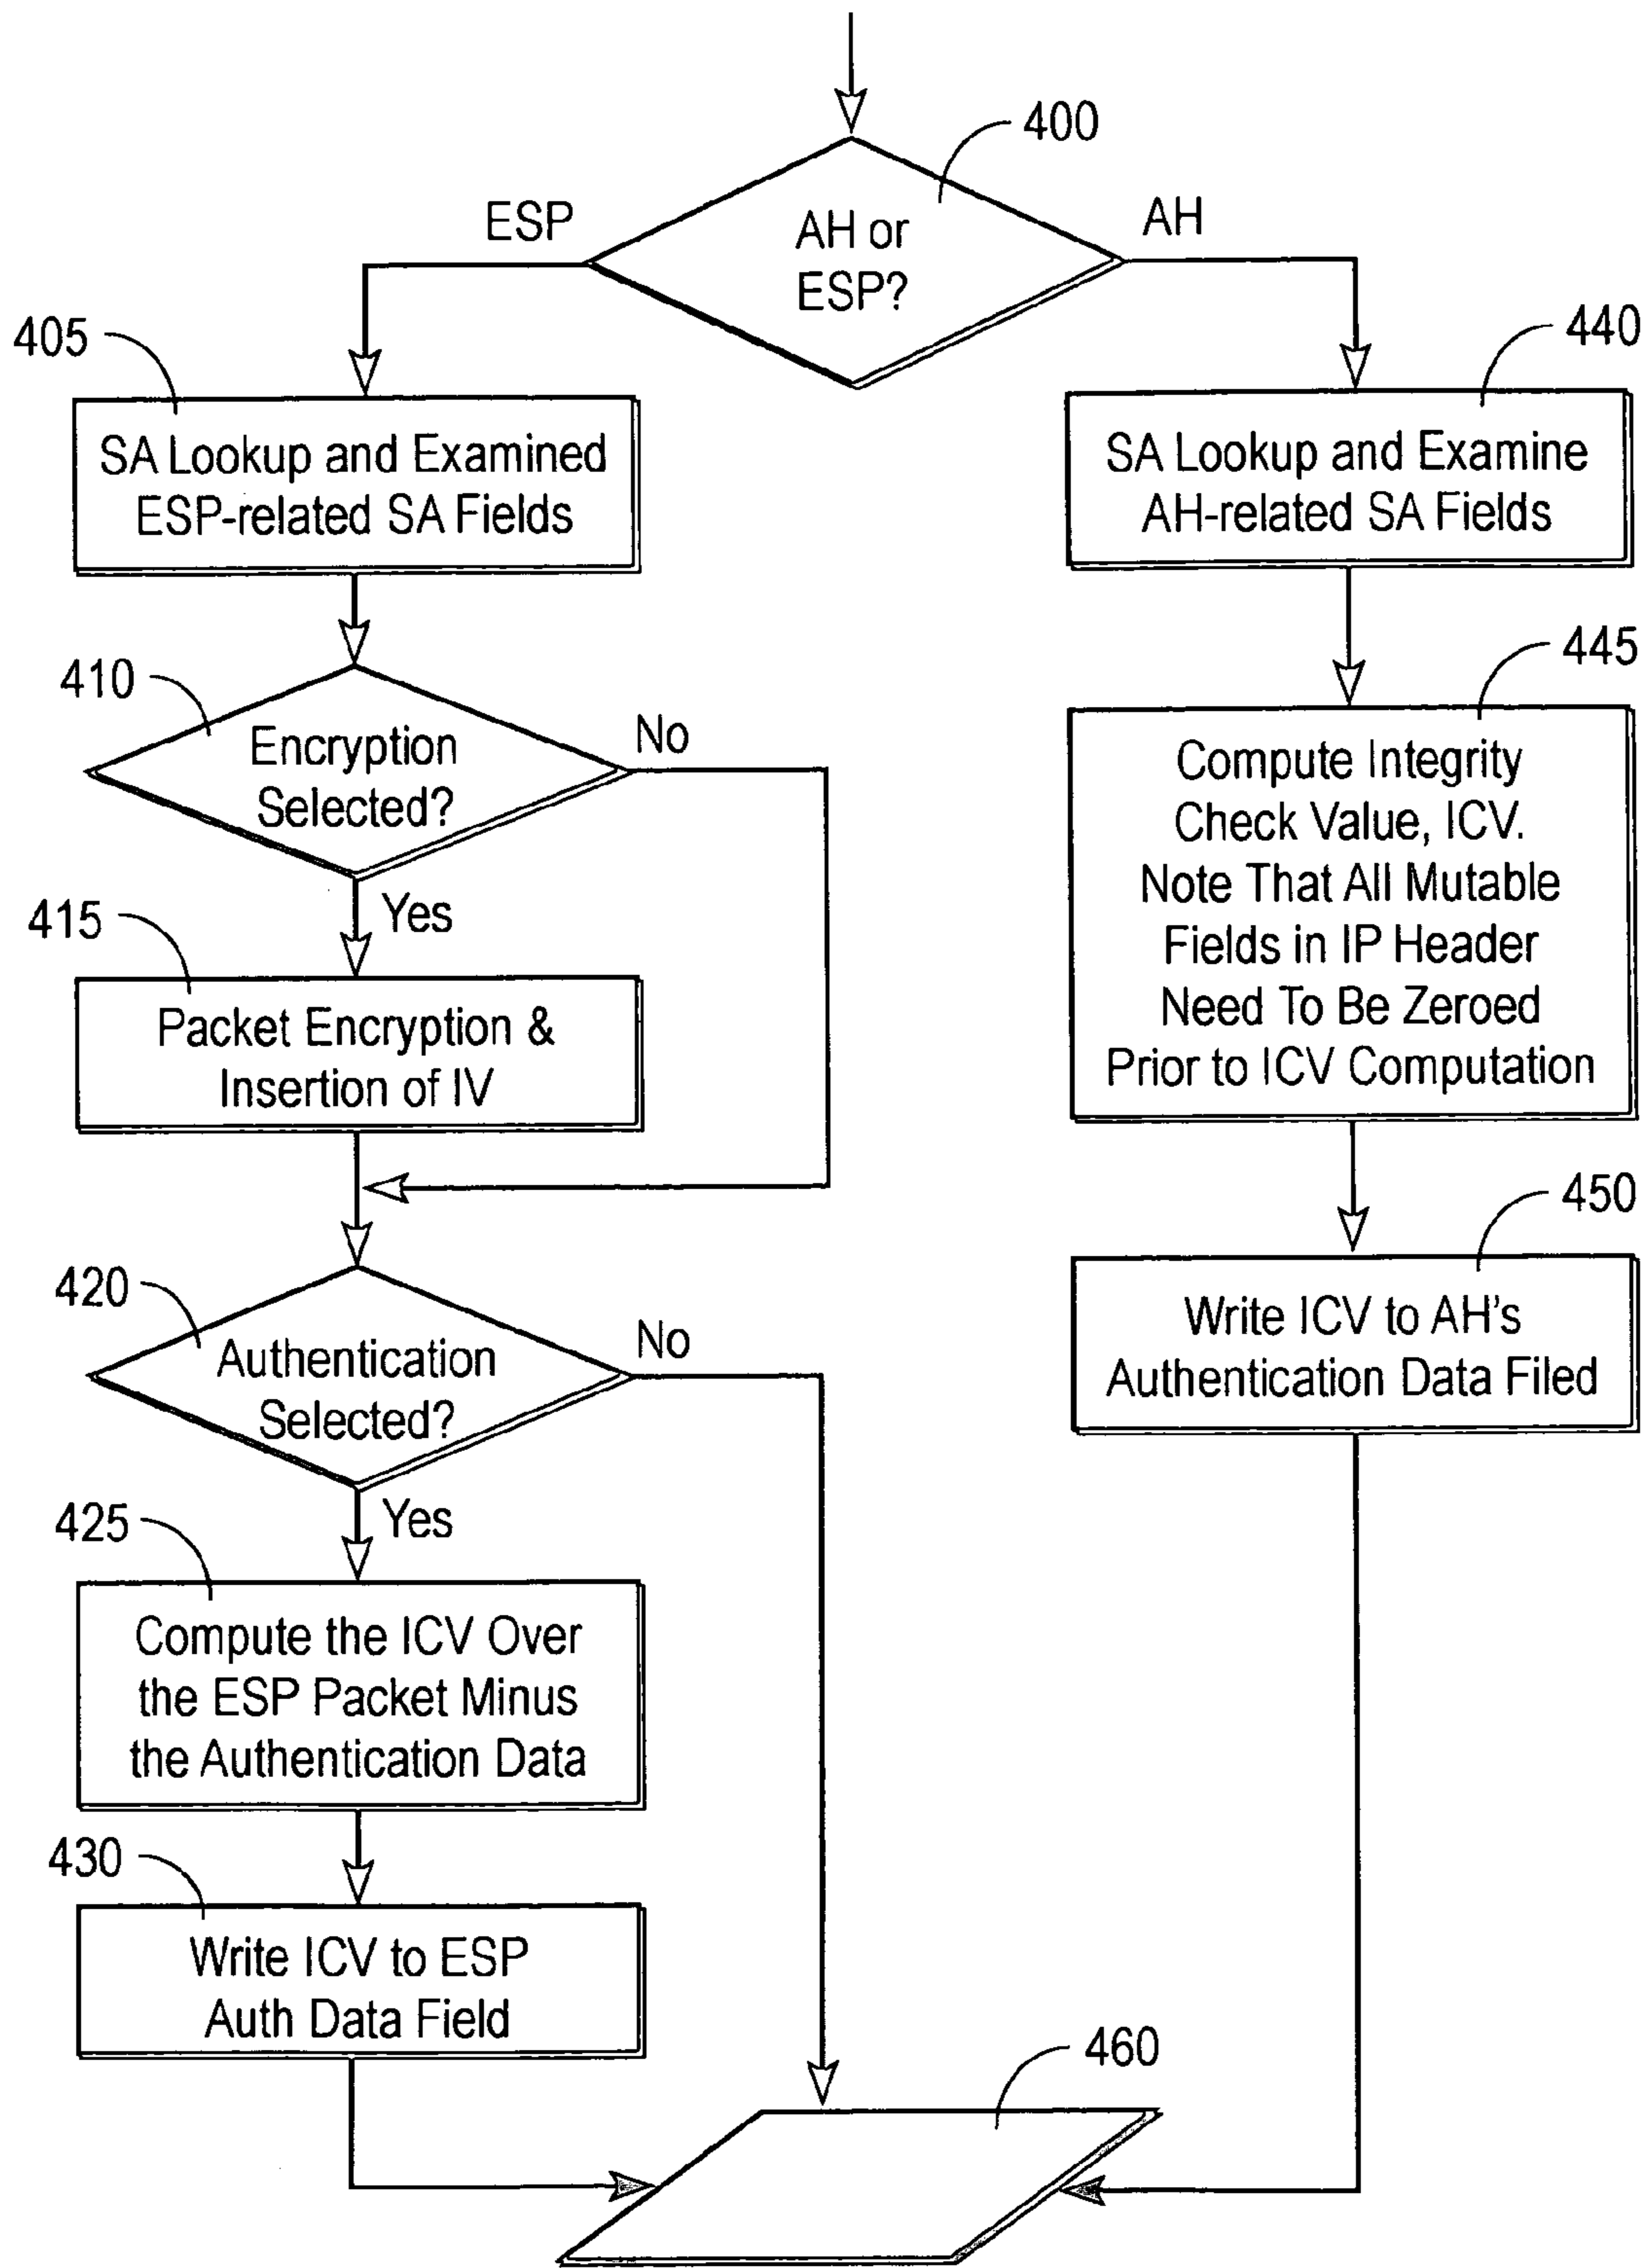 400
AH or
ESP?
ESP
AH
405
SA Lookup and Examined
ESP-related SA Fields
410
Encryption
Selected?
No
Yes
415
Packet Encryption &
Insertion of IV
420
Authentication
Selected?
No
Yes
425
Compute the ICV Over
the ESP Packet Minus
the Authentication Data
430
Write ICV to ESP
Auth Data Field
440
SA Lookup and Examine
AH-related SA Fields
445
Compute Integrity
Check Value, ICV.
Note That All Mutable
Fields in IP Header
Need To Be Zeroed
Prior to ICV Computation
450
Write ICV to AH's
Authentication Data Filed
460